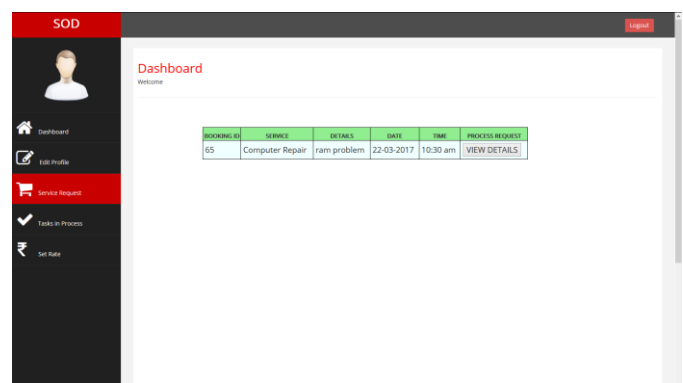 SOD
Logout
Dashboard
Welcome
Dashboard
Edit Profile
Service Request
Tasks in Process
₹ Set Rate
BOOKING ID SERVICE DETAILS DATE TIME PROCESS REQUEST
65 Computer Repair ram problem 22-03-2017 10:30 am VIEW DETAILS